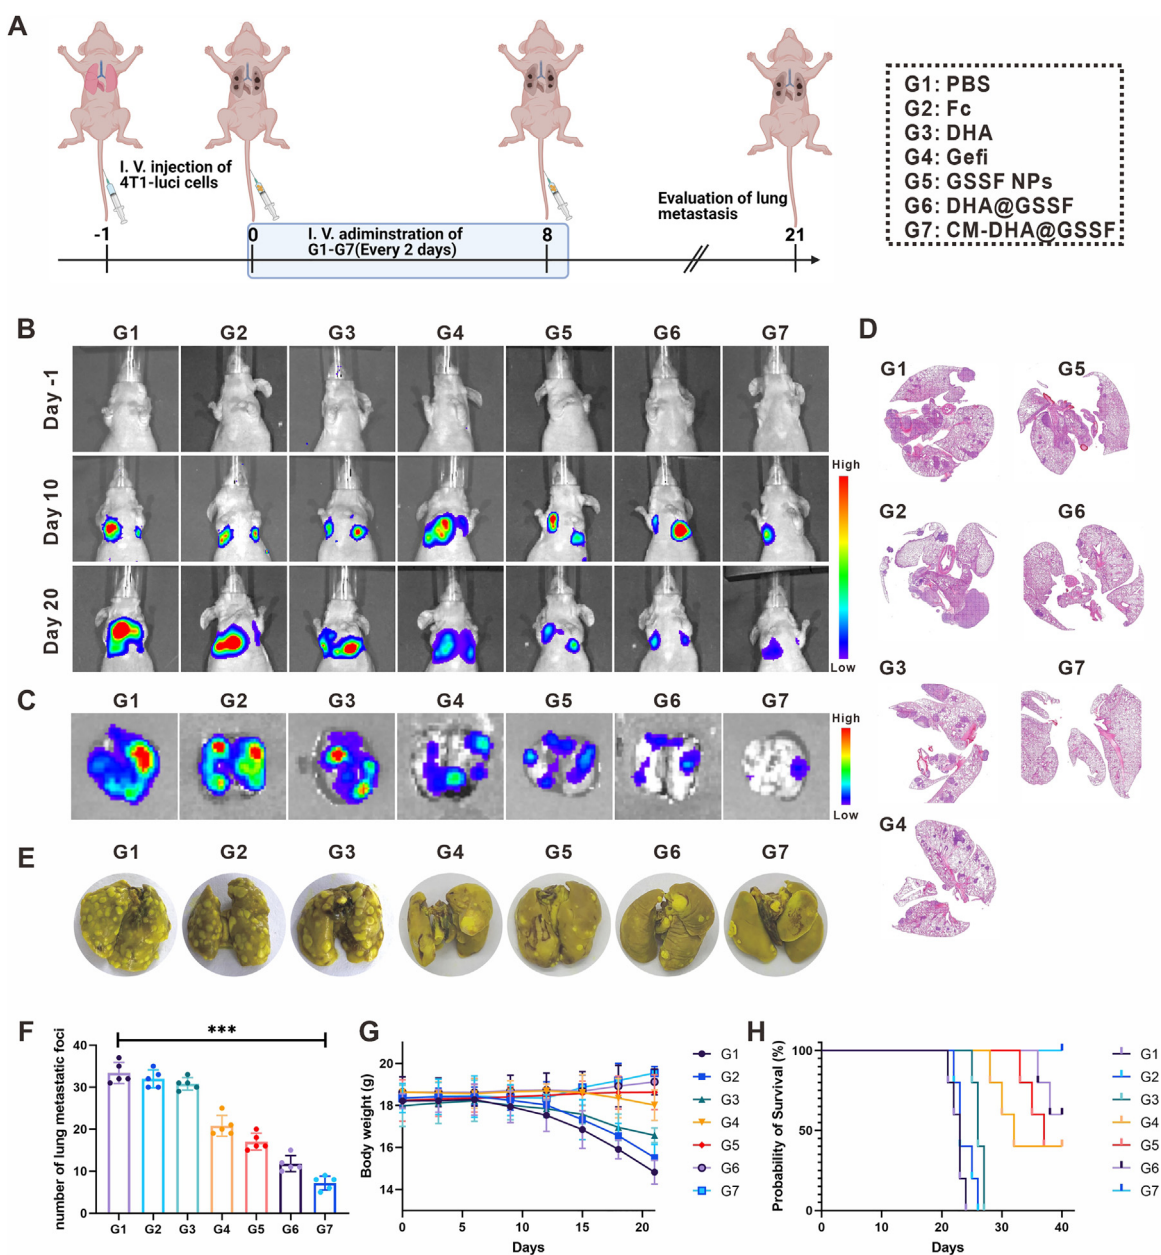 A
G1: PBS
G2: Fc
G3: DHA
G4: Gefi
G5: GSSF NPs
G6: DHA@GSSF
G7: CM-DHA@GSSF
I. V. injection of
4T1-luci cells
Evaluation of lung
metastasis
-1
0
I. V. adiminstration of
G1-G7(Every 2 days)
8
21
B
G1 G2 G3 G4 G5 G6 G7
Day -1
Day 10
Day 20
High
Low
C
G1 G2 G3 G4 G5 G6 G7
High
Low
D
G1
G5
G2
G6
G3
G7
G4
E
G1 G2 G3 G4 G5 G6 G7
F
number of lung metastatic foci
40
30
20
10
0
***
G1 G2 G3 G4 G5 G6 G7
G
Body weight (g)
20
18
16
14
0 5 10 15 20
Days
G1
G2
G3
G4
G5
G6
G7
H
Probability of Survival (%)
100
50
0
0 10 20 30 40
Days
G1
G2
G3
G4
G5
G6
G7